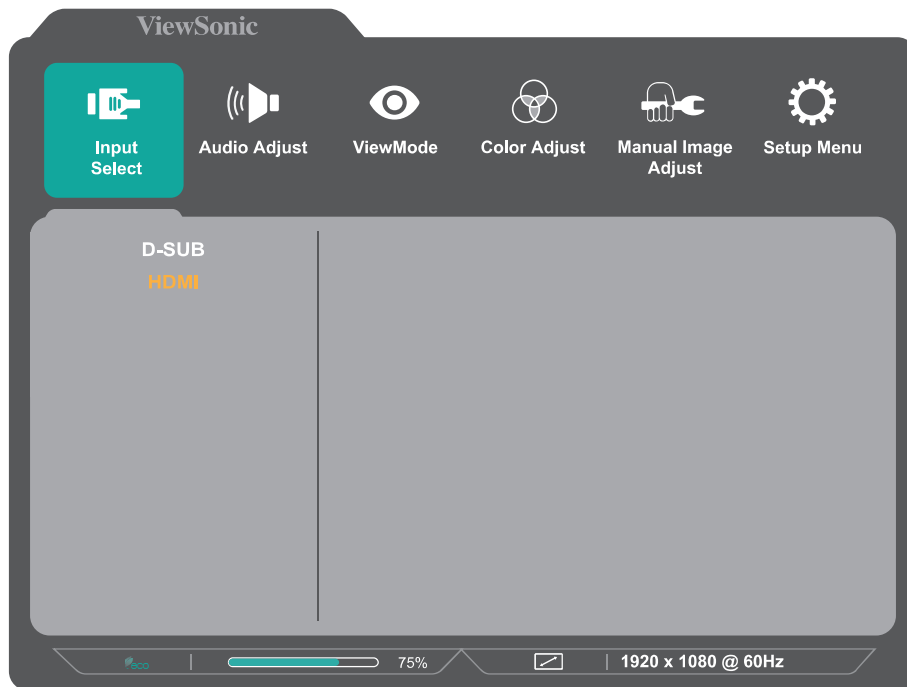 ViewSonic
Input
Select
Audio Adjust
ViewMode
Color Adjust
Manual Image
Adjust
Setup Menu
D-SUB
HDMI
eco
75%
1920 x 1080 @ 60Hz